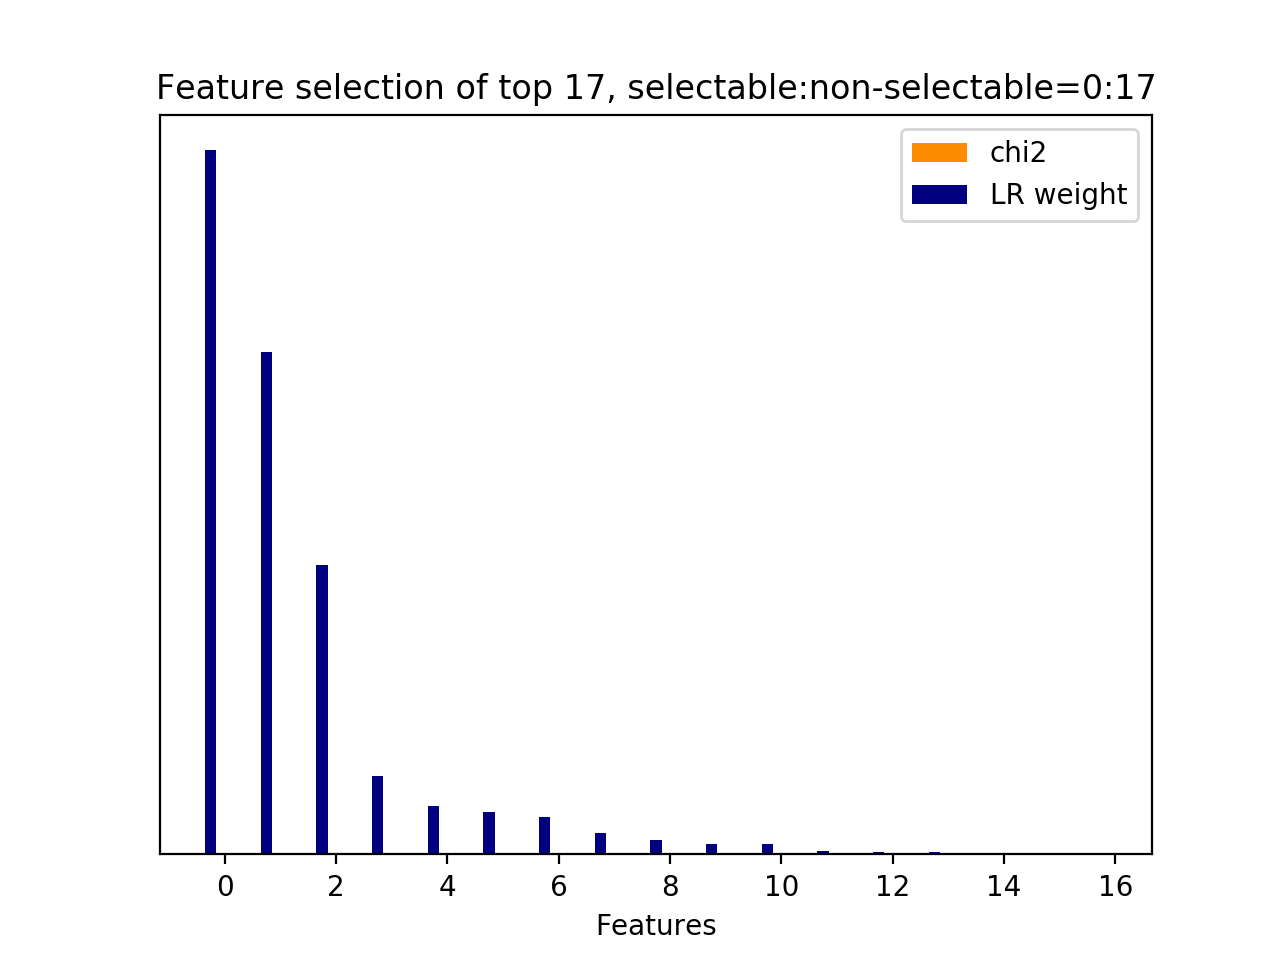 Feature selection of top 17, selectable:non-selectable=0:17
chi2
LR weight
0 2 4 6 8 10 12 14 16
Features